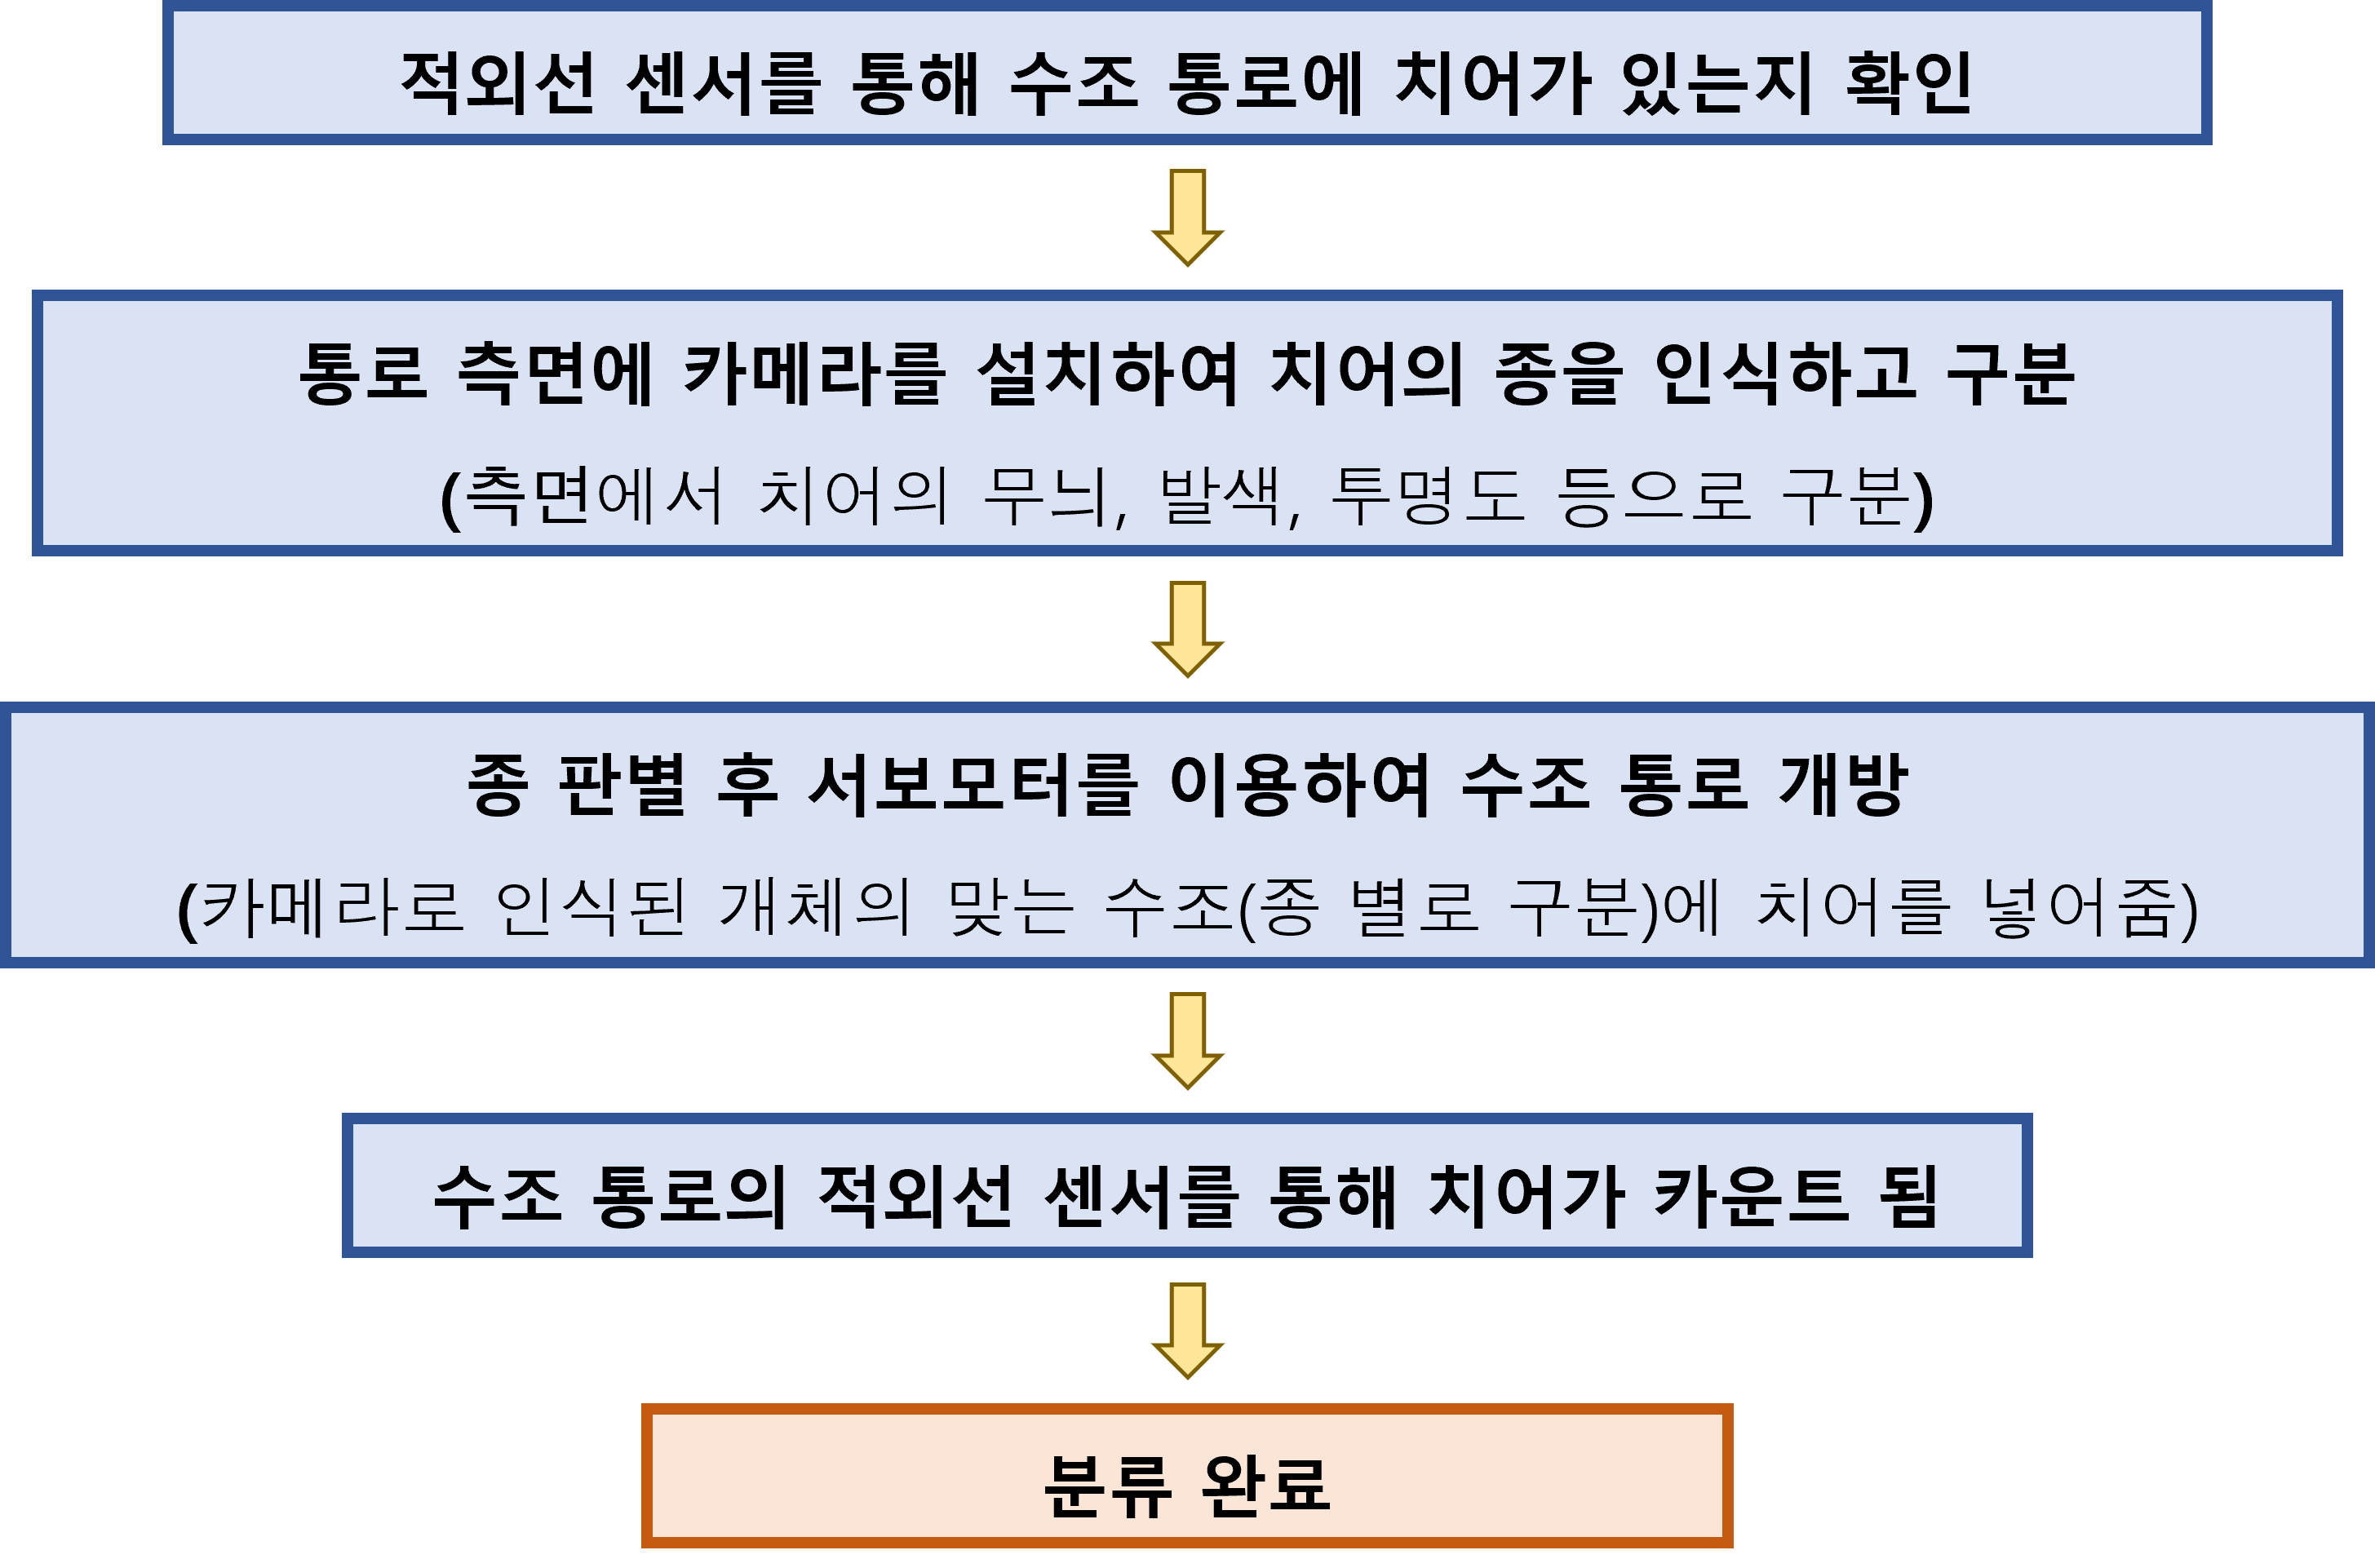 적외선 센서를 통해 수조 통로에 치어가 있는지 확인
통로 측면에 카메라를 설치하여 치어의 종을 인식하고 구분
(측면에서 치어의 무늬, 발색, 투명도 등으로 구분)
종 판별 후 서보모터를 이용하여 수조 통로 개방
(카메라로 인식된 개체의 맞는 수조(종 별로 구분)에 치어를 넣어줌)
수조 통로의 적외선 센서를 통해 치어가 카운트 됨
분류 완료